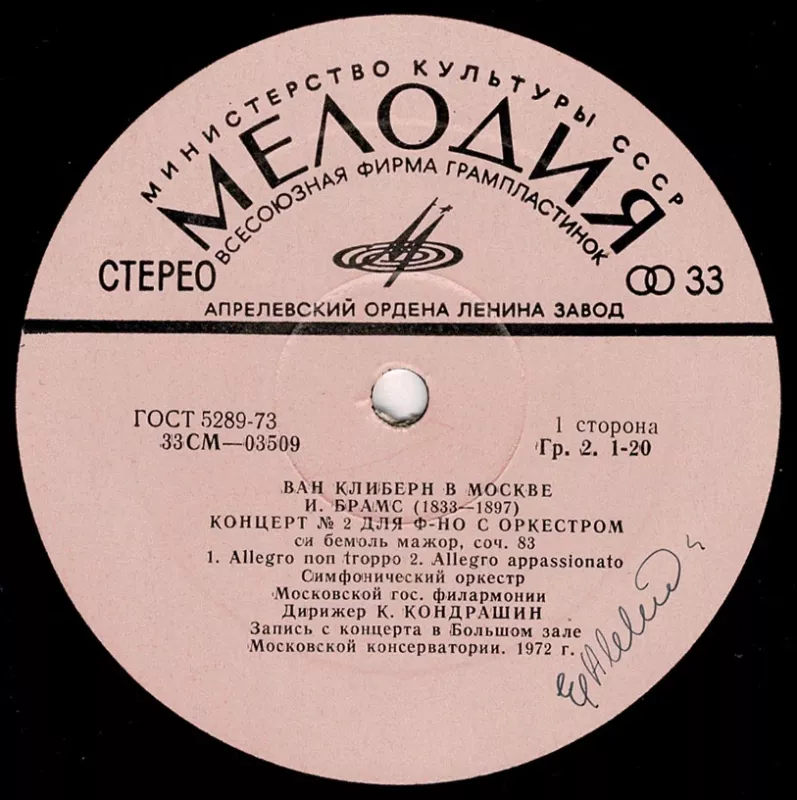 МИНИСТЕРСТВО КУЛЬТУРЫ СССР
МЕЛОДИЯ
ВСЕСОЮЗНАЯ ФИРМА ГРАМПЛАСТИНОК
СТЕРЕО
33
АПРЕЛЕВСКИЙ ОРДЕНА ЛЕНИНА ЗАВОД
ГОСТ 5289-73
33СМ—03509
1 сторона
Гр. 2. 1-20
ВАН КЛИБЕРН В МОСКВЕ
И. БРАМС (1833—1897)
КОНЦЕРТ № 2 ДЛЯ Ф-НО С ОРКЕСТРОМ
си бемоль мажор, соч. 83
1. Allegro non troppo 2. Allegro appassionato
Симфонический оркестр
Московской гос. филармонии
Дирижер К. КОНДРАШИН
Запись с концерта в Большом зале
Московской консерватории. 1972 г.